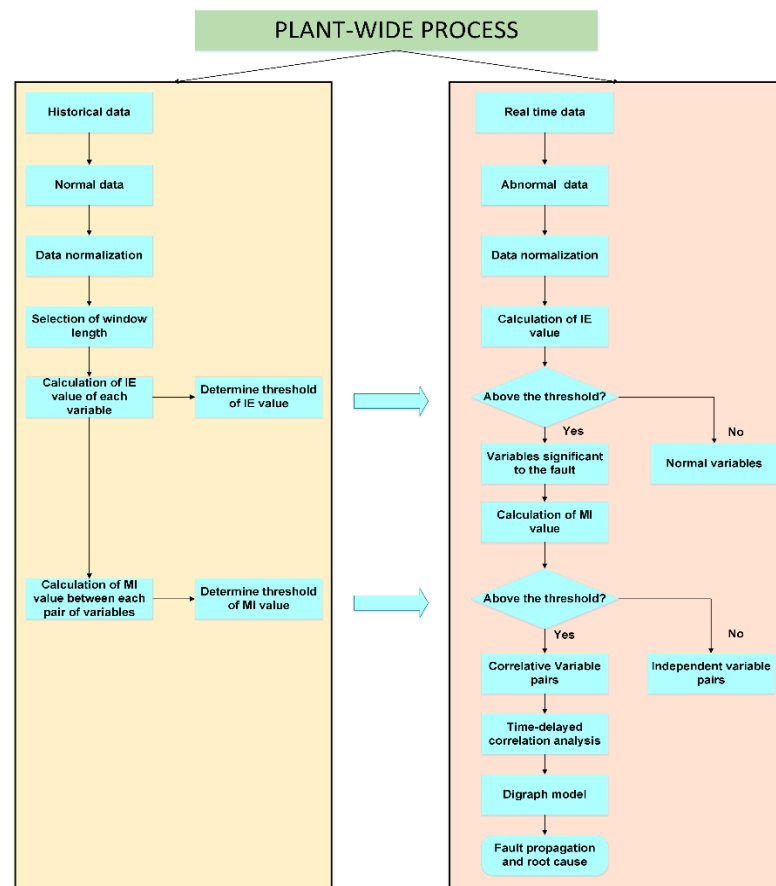 PLANT-WIDE PROCESS
Historical data
Normal data
Data normalization
Selection of window
length
Calculation of IE
value of each
variable
Determine threshold
of IE value
Calculation of MI
value between each
pair of variables
Determine threshold
of MI value
Real time data
Abnormal data
Data normalization
Calculation of IE
value
Above the threshold?
Yes
No
Variables significant
to the fault
Normal variables
Calculation of MI
value
Above the threshold?
Yes
No
Correlative Variable
pairs
Independent variable
pairs
Time-delayed
correlation analysis
Digraph model
Fault propagation
and root cause